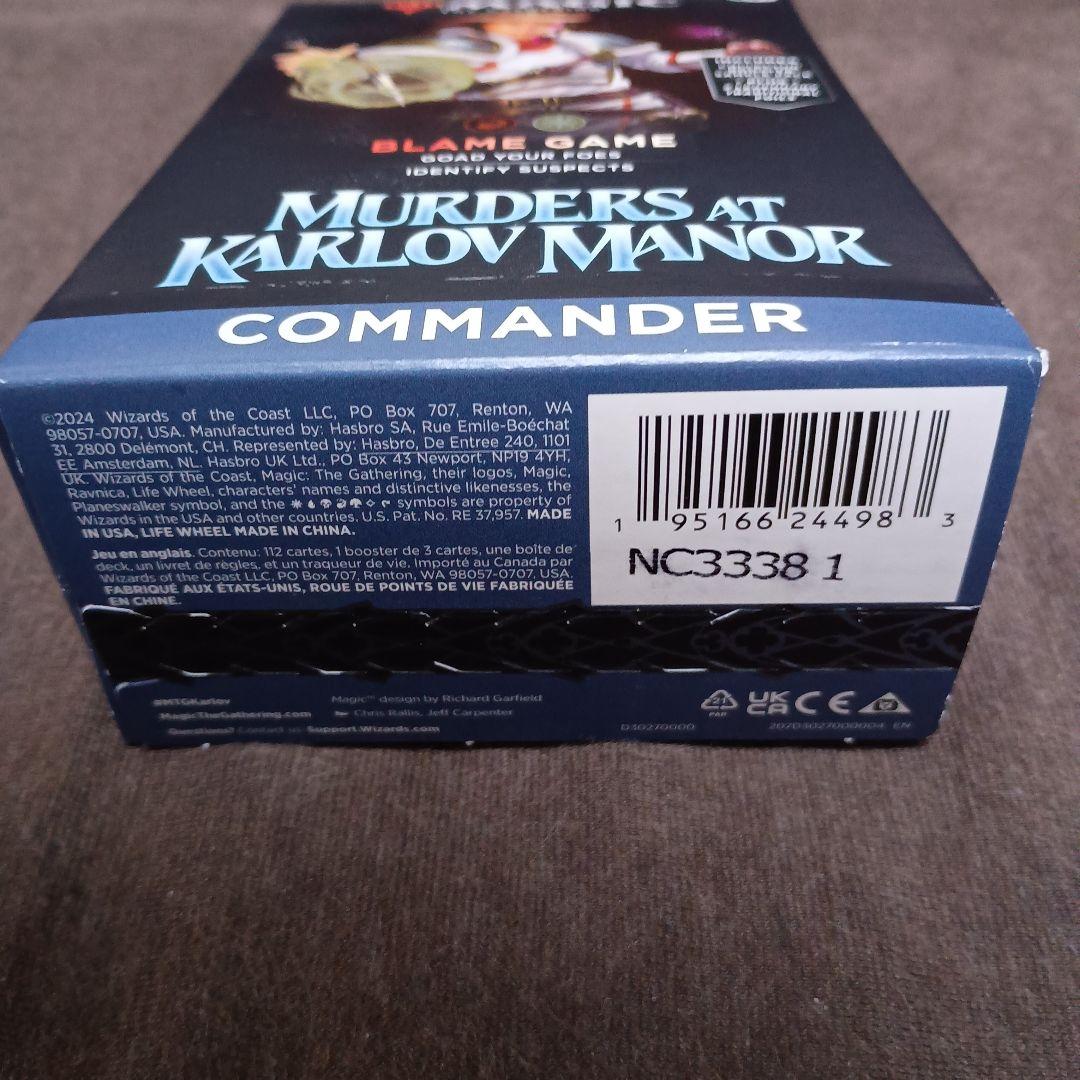 BLAME GAME
GOAD YOUR FOES
IDENTIFY SUSPECTS
MURDERS AT
KARLOV MANOR
COMMANDER
©2024 Wizards of the Coast LLC, PO Box 707, Renton, WA
98057-0707, USA. Manufactured by: Hasbro SA, Rue Emile-Boéchat
31, 2800 Delémont, CH. Represented by: Hasbro, De Entree 240, 1101
EE Amsterdam, NL. Hasbro UK Ltd., PO Box 43 Newport, NP19 4YH,
UK. Wizards of the Coast, Magic: The Gathering, their logos, Magic,
Ravnica, Life Wheel, characters' names and distinctive likenesses, the
Planeswalker symbol, and the symbols are property of
Wizards in the USA and other countries. U.S. Pat. No. RE 37,957. MADE
IN USA, LIFE WHEEL MADE IN CHINA.
Jeu en anglais. Contenu: 112 cartes, 1 booster de 3 cartes, une boîte de
deck, un livret de règles, et un traqueur de vie. Importé au Canada par
Wizards of the Coast LLC, PO Box 707, Renton, WA 98057-0707, USA.
FABRIQUÉ AUX ÉTATS-UNIS, ROUE DE POINTS DE VIE FABRIQUÉE
EN CHINE.
1 95166 24498 3
NC3338 1
#MTGKarlov
MagicTheGathering.com
Questions? Contact us: Support.Wizards.com
Magic™ design by Richard Garfield
Chris Rallis, Jeff Carpenter
21
PAP
UK
CA
CE
D30270000
207D3027000004 EN